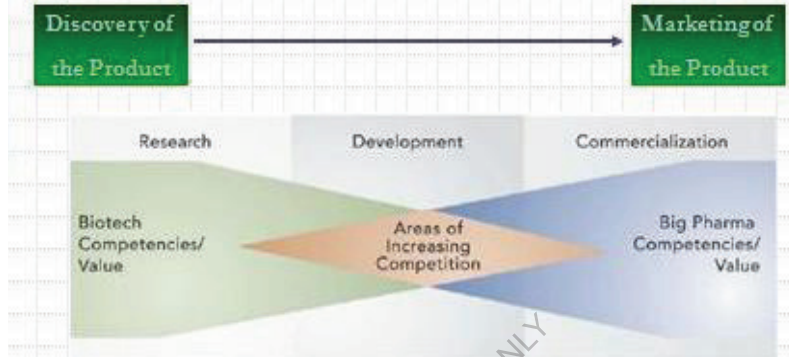 Discovery of
the Product
Marketing of
the Product
Research
Development
Commercialization
Biotech
Competencies/
Value
Areas of
Increasing
Competition
Big Pharma
Competencies/
Value
NLY